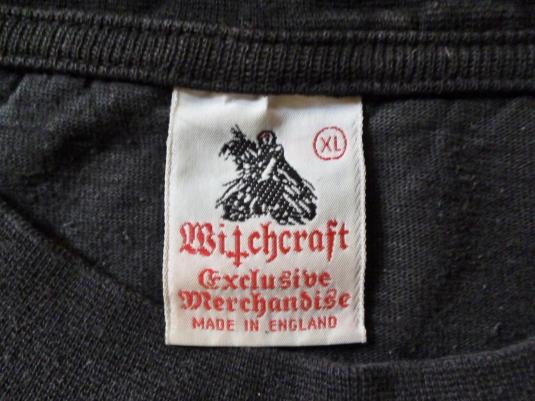 XL
Witchcraft
Exclusive
Merchandise
MADE IN ENGLAND